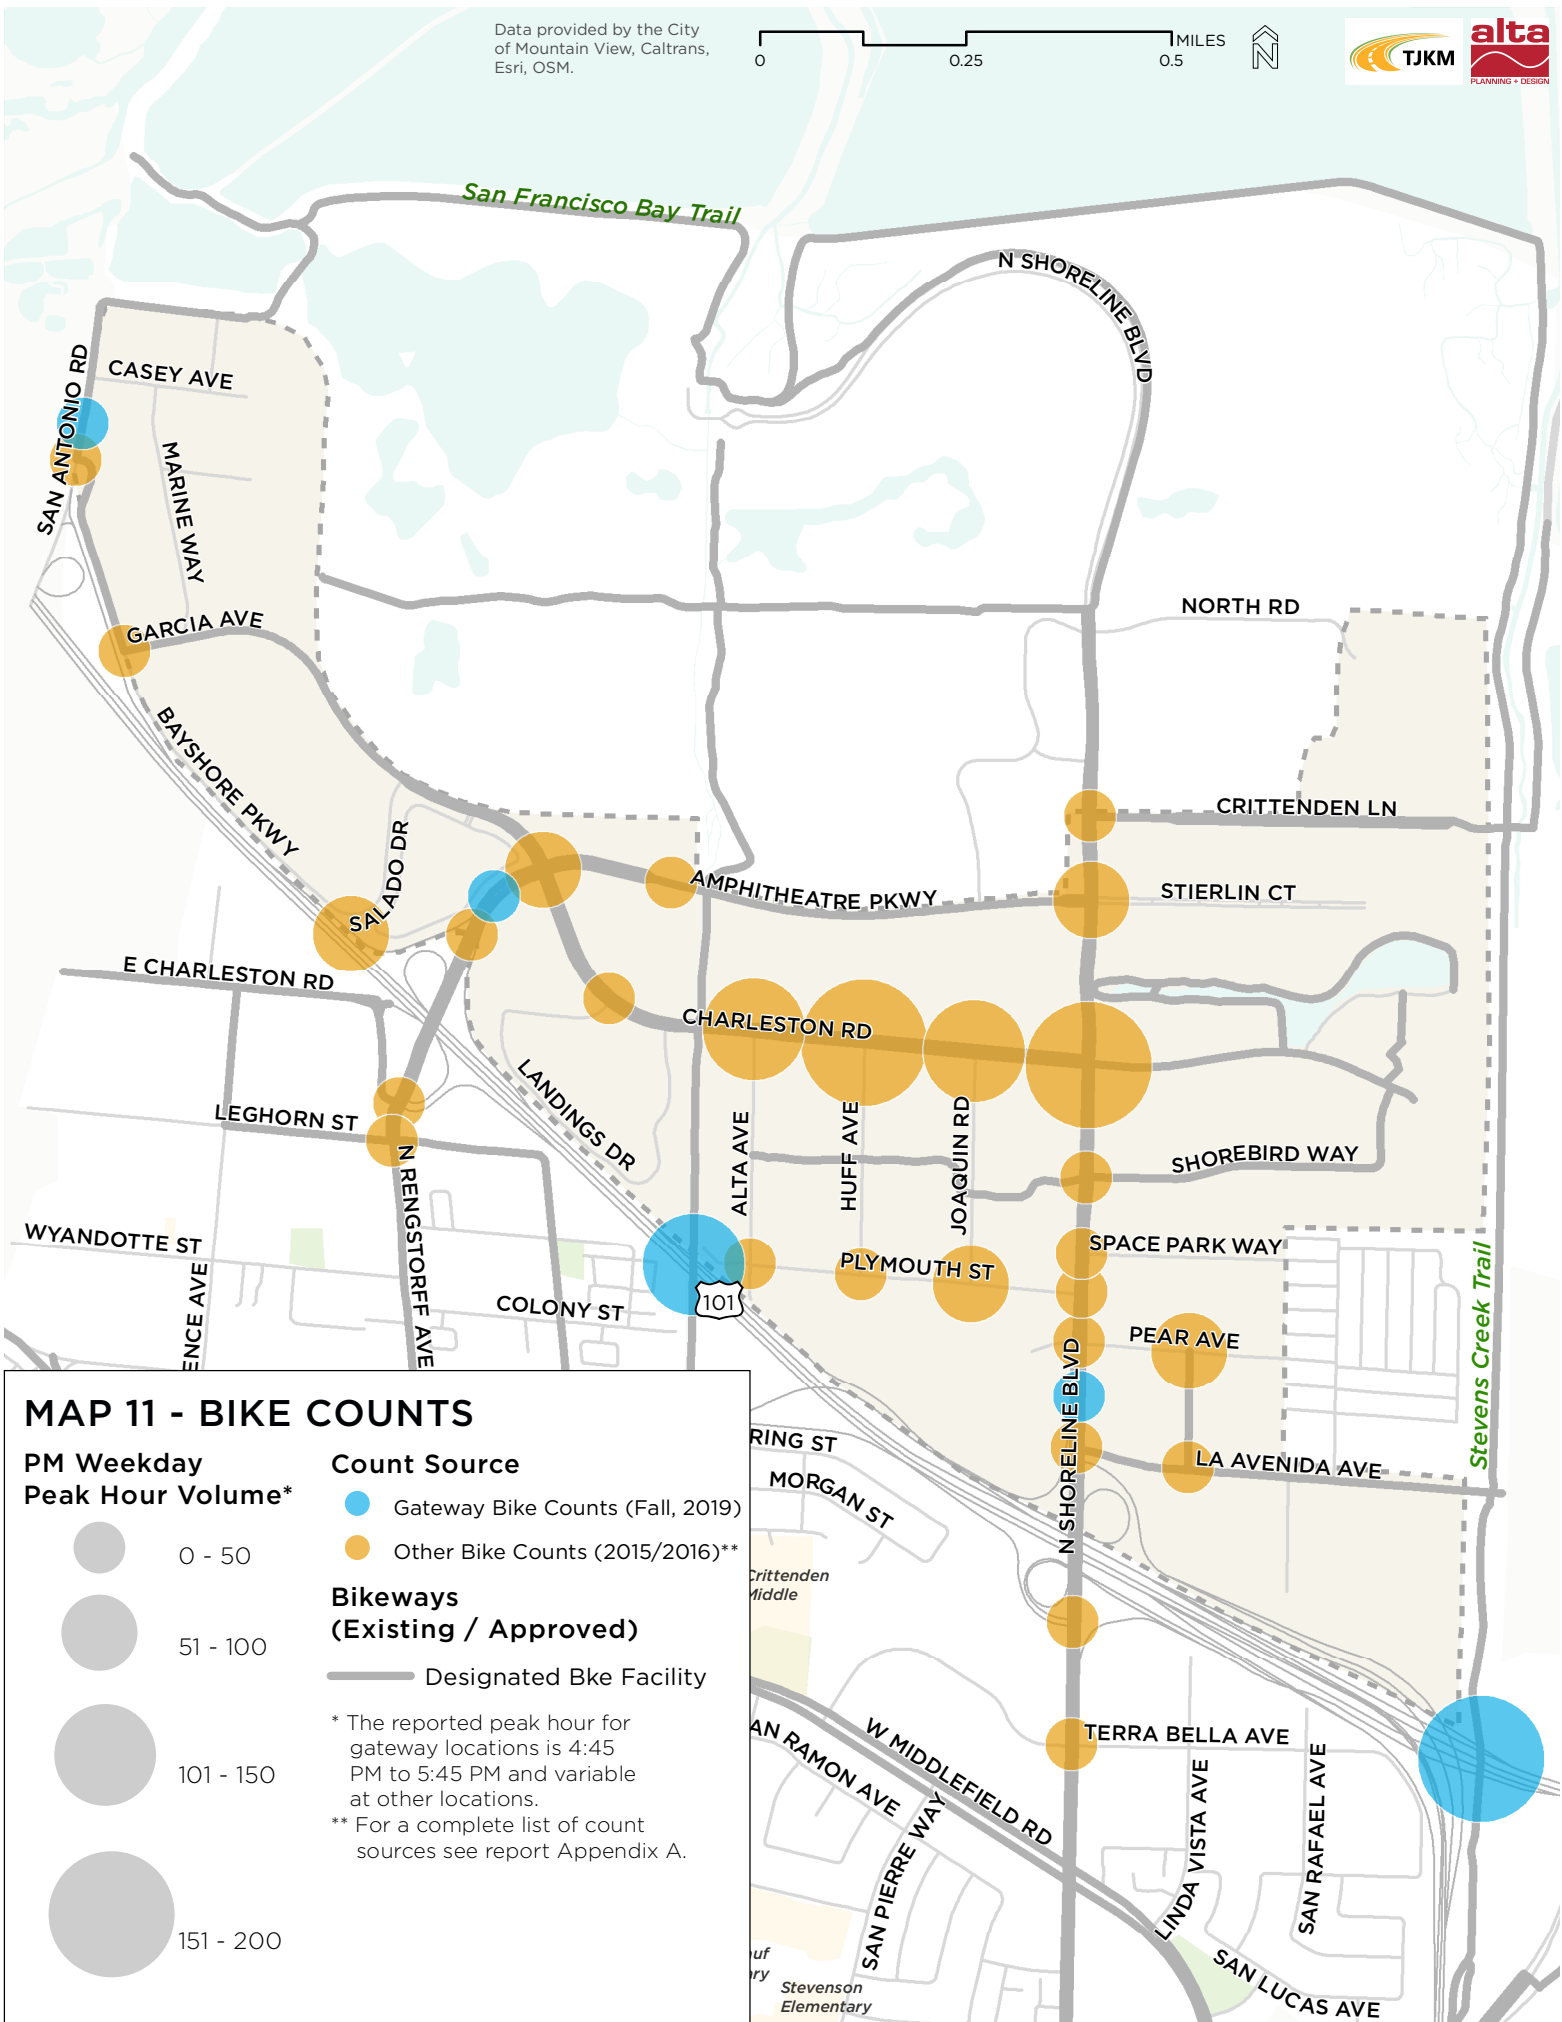 Data provided by the City
of Mountain View, Caltrans,
Esri, OSM.
MILES
0
0.25
0.5
N
TJKM
alta
PLANNING + DESIGN
San Francisco Bay Trail
N SHORELINE BLVD
SAN ANTONIO RD
CASEY AVE
MARINE WAY
GARCIA AVE
NORTH RD
BAYSHORE PKWY
SALADO DR
CRITTENDEN LN
AMPHITHEATRE PKWY
STIERLIN CT
E CHARLESTON RD
CHARLESTON RD
LANDINGS DR
LEGHORN ST
N RENGSTORFF AVE
ALTA AVE
HUFF AVE
JOAQUIN RD
SHOREBIRD WAY
WYANDOTTE ST
ENCE AVE
COLONY ST
101
PLYMOUTH ST
SPACE PARK WAY
PEAR AVE
N SHORELINE BLVD
LA AVENIDA AVE
Stevens Creek Trail
RING ST
MORGAN ST
Crittenden
Middle
W MIDDLEFIELD RD
AN RAMON AVE
SAN PIERRE WAY
TERRA BELLA AVE
LINDA VISTA AVE
SAN RAFAEL AVE
SAN LUCAS AVE
uf
ry
Stevenson
Elementary
MAP 11 - BIKE COUNTS
PM Weekday
Peak Hour Volume*
0 - 50
51 - 100
101 - 150
151 - 200
Count Source
Gateway Bike Counts (Fall, 2019)
Other Bike Counts (2015/2016)**
Bikeways
(Existing / Approved)
Designated Bke Facility
* The reported peak hour for
gateway locations is 4:45
PM to 5:45 PM and variable
at other locations.
** For a complete list of count
sources see report Appendix A.